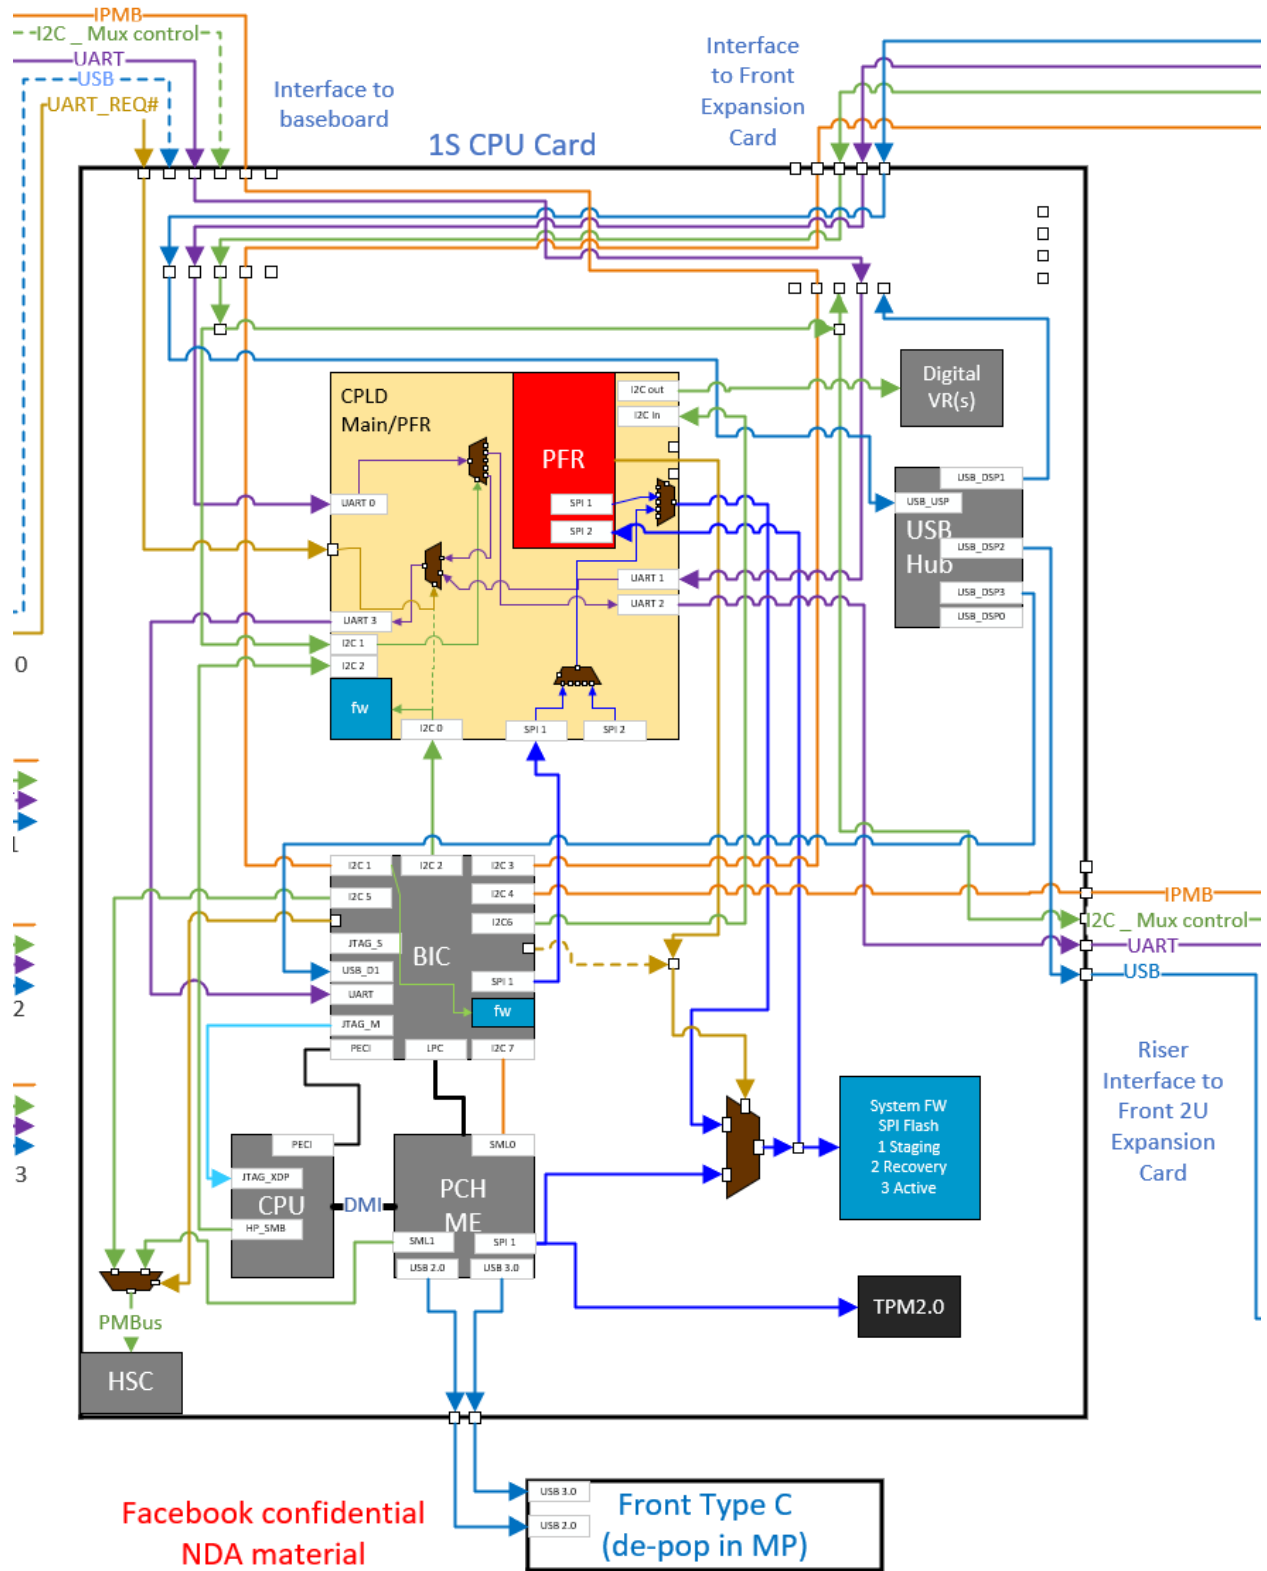 IPMB
I2C _ Mux control
UART
USB
UART_REQ#
Interface to
baseboard
Interface
to Front
Expansion
Card
1S CPU Card
CPLD
Main/PFR
PFR
I2C out
I2C In
Digital
VR(s)
UART 0
SPI 1
SPI 2
USB_DSP1
USB_USP
USB
Hub
USB_DSP2
USB_DSP3
USB_DSP0
UART 1
UART 2
UART 3
I2C 1
I2C 2
fw
I2C 0
SPI 1
SPI 2
0
1
2
3
I2C 1
I2C 2
I2C 3
I2C 5
I2C 4
I2C6
JTAG_S
BIC
USB_D1
SPI 1
UART
fw
JTAG_M
PECI
LPC
I2C 7
IPMB
I2C _ Mux control
UART
USB
Riser
Interface to
Front 2U
Expansion
Card
System FW
SPI Flash
1 Staging
2 Recovery
3 Active
PECI
JTAG_XDP
CPU
HP_SMB
DMI
SML0
PCH
ME
SML1
SPI 1
USB 2.0
USB 3.0
TPM2.0
PMBus
HSC
USB 3.0
USB 2.0
Front Type C
(de-pop in MP)
Facebook confidential
NDA material